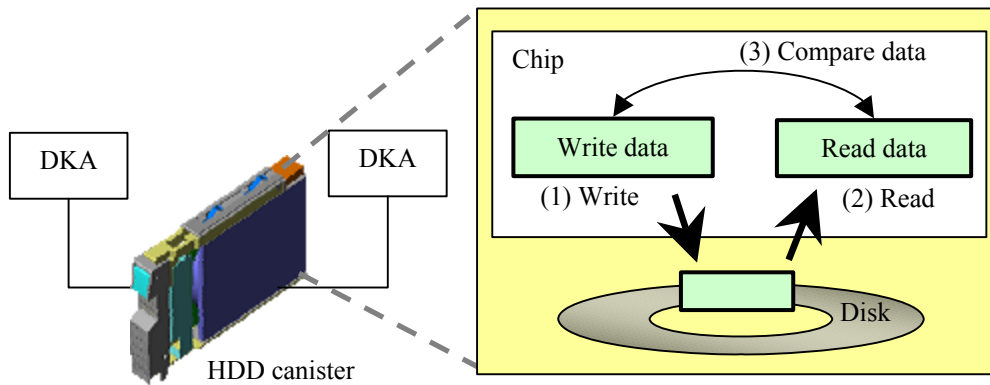 (3) Compare data
Chip
DKA
DKA
Write data
Read data
(1) Write
(2) Read
Disk
HDD canister